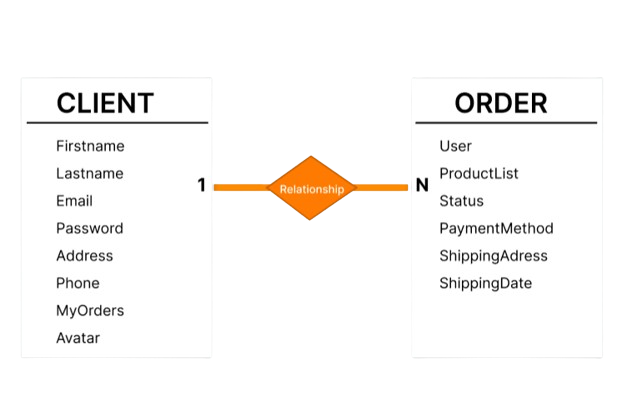 CLIENT
Firstname
Lastname
Email
Password
Address
Phone
MyOrders
Avatar
1
Relationship
N
ORDER
User
ProductList
Status
PaymentMethod
ShippingAdress
ShippingDate